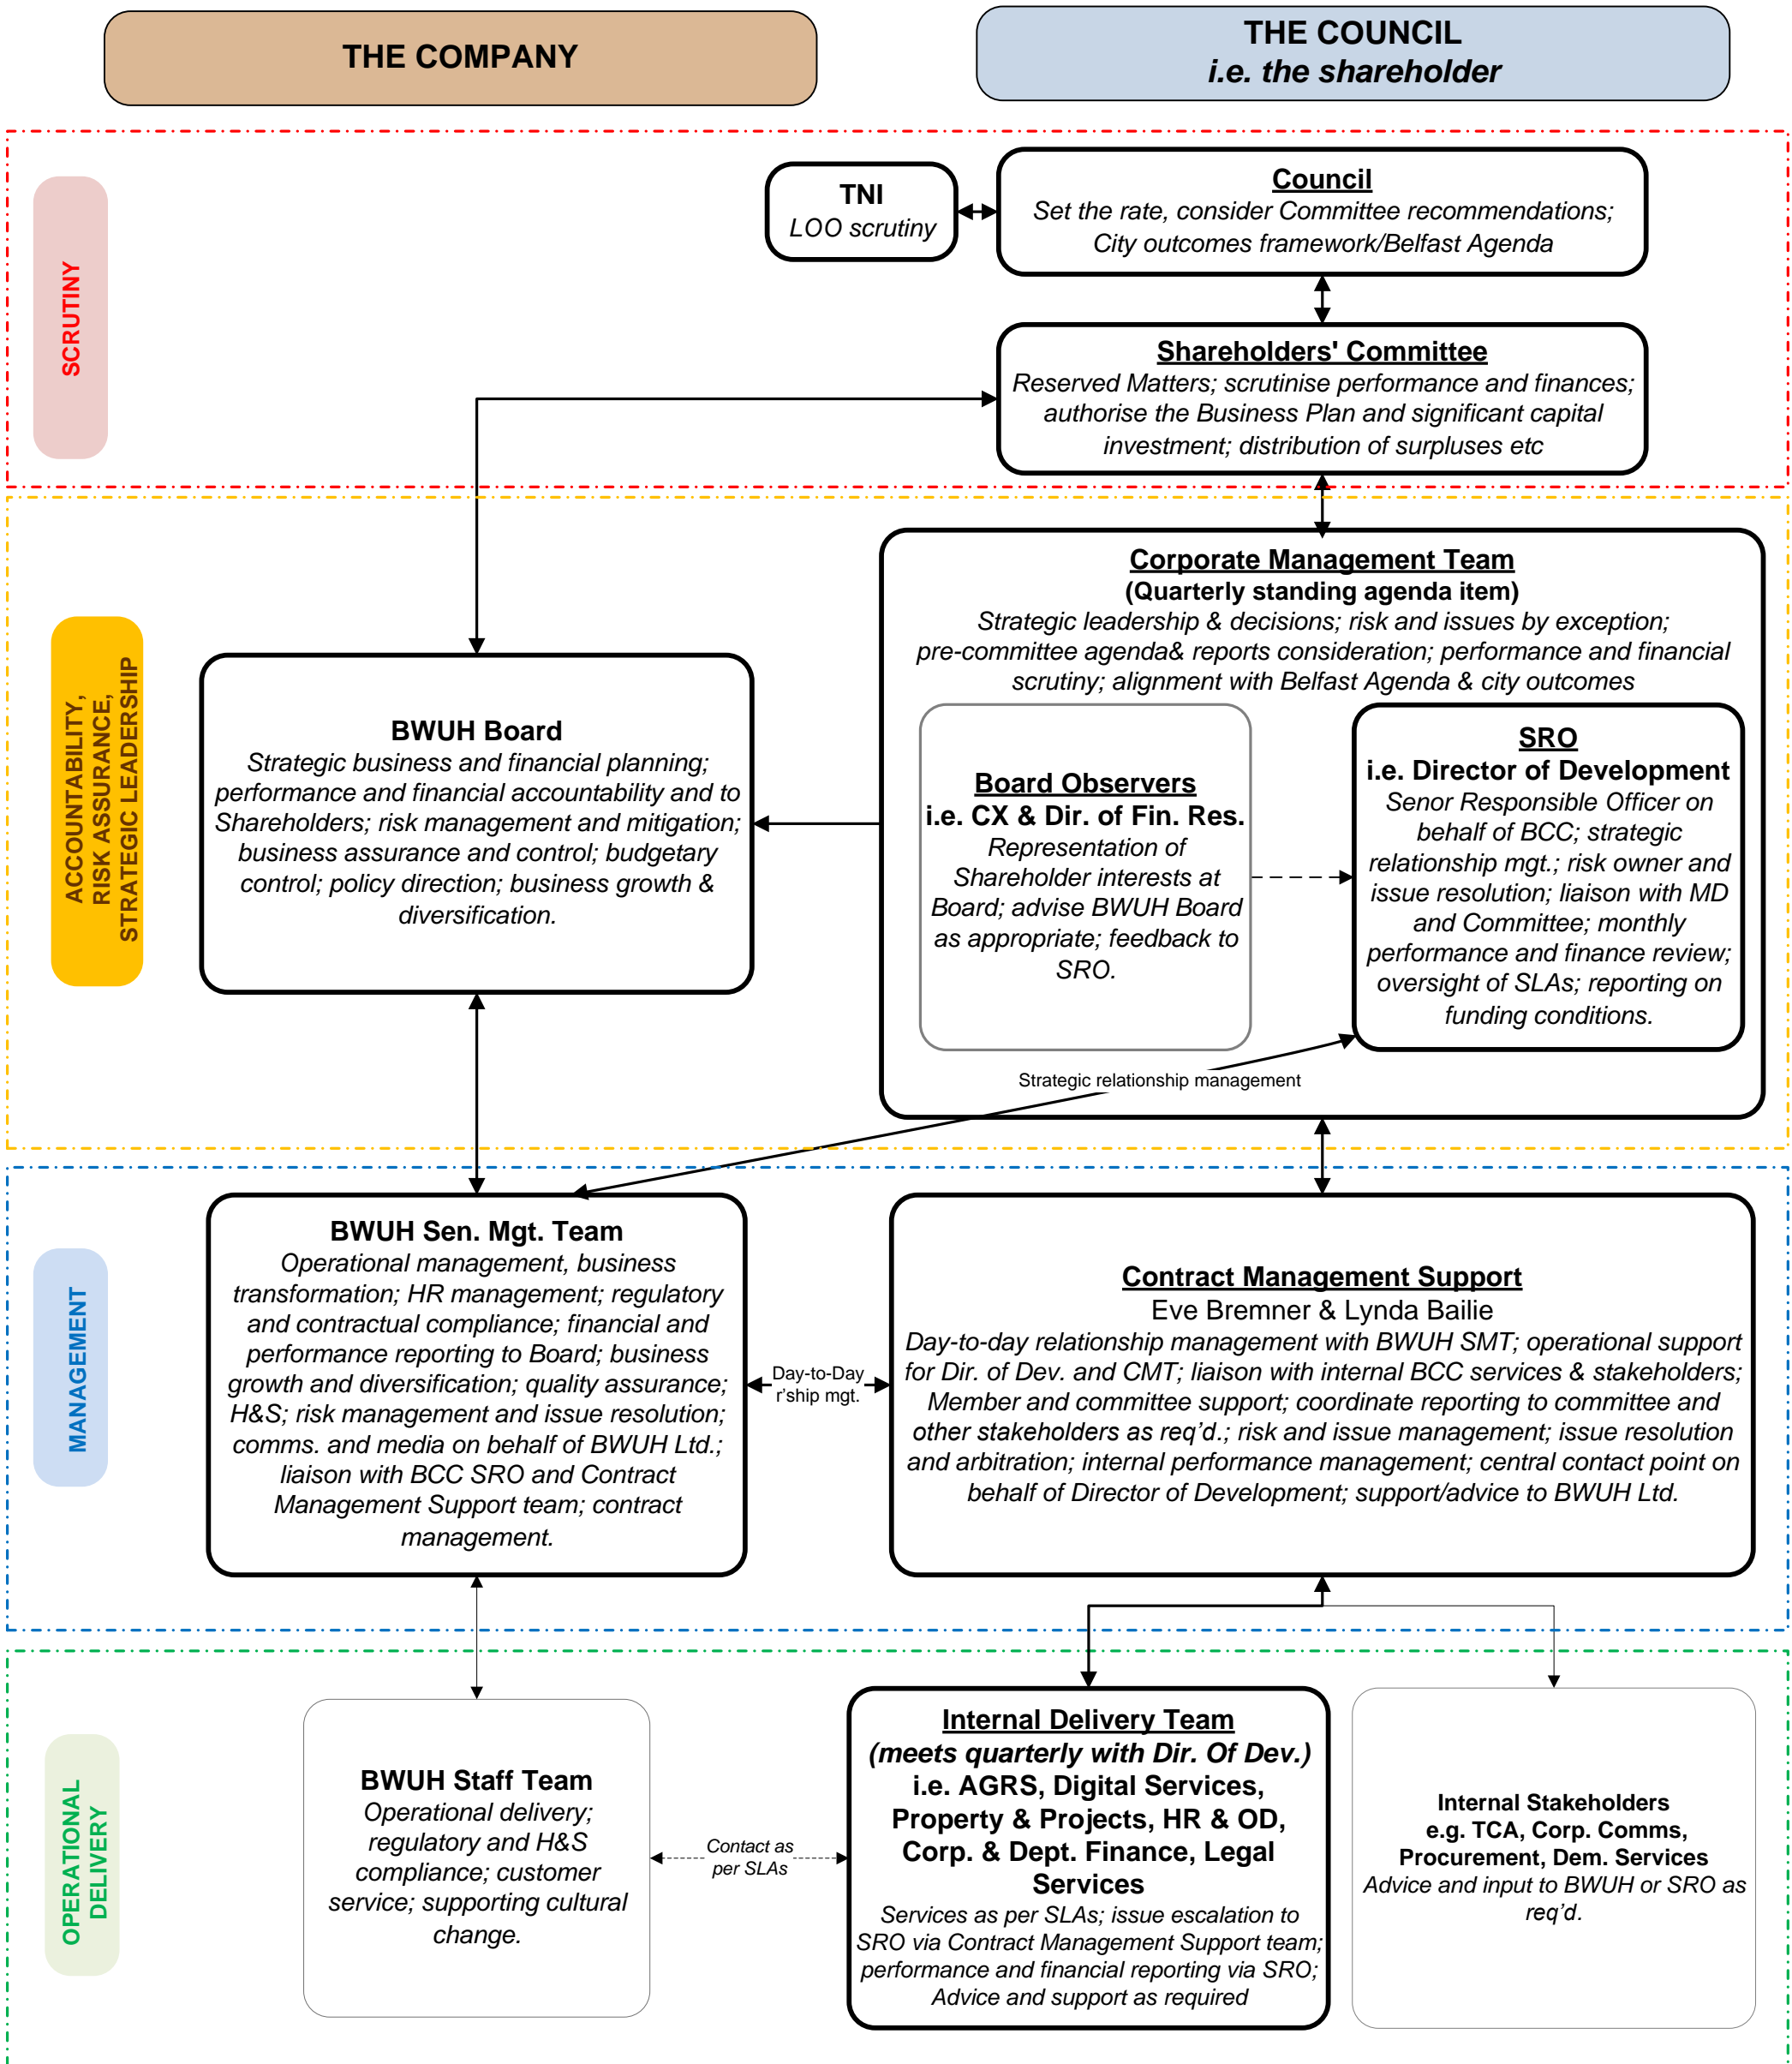 THE COMPANY
THE COUNCIL
i.e. the shareholder
SCRUTINY
TNI
LOO scrutiny
Council
Set the rate, consider Committee recommendations;
City outcomes framework/Belfast Agenda
Shareholders' Committee
Reserved Matters; scrutinise performance and finances;
authorise the Business Plan and significant capital
investment; distribution of surpluses etc
ACCOUNTABILITY,
RISK ASSURANCE,
STRATEGIC LEADERSHIP
BWUH Board
Strategic business and financial planning;
performance and financial accountability and to
Shareholders; risk management and mitigation;
business assurance and control; budgetary
control; policy direction; business growth &
diversification.
Corporate Management Team
(Quarterly standing agenda item)
Strategic leadership & decisions; risk and issues by exception;
pre-committee agenda& reports consideration; performance and financial
scrutiny; alignment with Belfast Agenda & city outcomes
Board Observers
i.e. CX & Dir. of Fin. Res.
Representation of
Shareholder interests at
Board; advise BWUH Board
as appropriate; feedback to
SRO.
SRO
i.e. Director of Development
Senor Responsible Officer on
behalf of BCC; strategic
relationship mgt.; risk owner and
issue resolution; liaison with MD
and Committee; monthly
performance and finance review;
oversight of SLAs; reporting on
funding conditions.
Strategic relationship management
MANAGEMENT
BWUH Sen. Mgt. Team
Operational management, business
transformation; HR management; regulatory
and contractual compliance; financial and
performance reporting to Board; business
growth and diversification; quality assurance;
H&S; risk management and issue resolution;
comms. and media on behalf of BWUH Ltd.;
liaison with BCC SRO and Contract
Management Support team; contract
management.
Day-to-Day
r'ship mgt.
Contract Management Support
Eve Bremner & Lynda Bailie
Day-to-day relationship management with BWUH SMT; operational support
for Dir. of Dev. and CMT; liaison with internal BCC services & stakeholders;
Member and committee support; coordinate reporting to committee and
other stakeholders as req'd.; risk and issue management; issue resolution
and arbitration; internal performance management; central contact point on
behalf of Director of Development; support/advice to BWUH Ltd.
OPERATIONAL
DELIVERY
BWUH Staff Team
Operational delivery;
regulatory and H&S
compliance; customer
service; supporting cultural
change.
Contact as
per SLAs
Internal Delivery Team
(meets quarterly with Dir. Of Dev.)
i.e. AGRS, Digital Services,
Property & Projects, HR & OD,
Corp. & Dept. Finance, Legal
Services
Services as per SLAs; issue escalation to
SRO via Contract Management Support team;
performance and financial reporting via SRO;
Advice and support as required
Internal Stakeholders
e.g. TCA, Corp. Comms,
Procurement, Dem. Services
Advice and input to BWUH or SRO as
req'd.